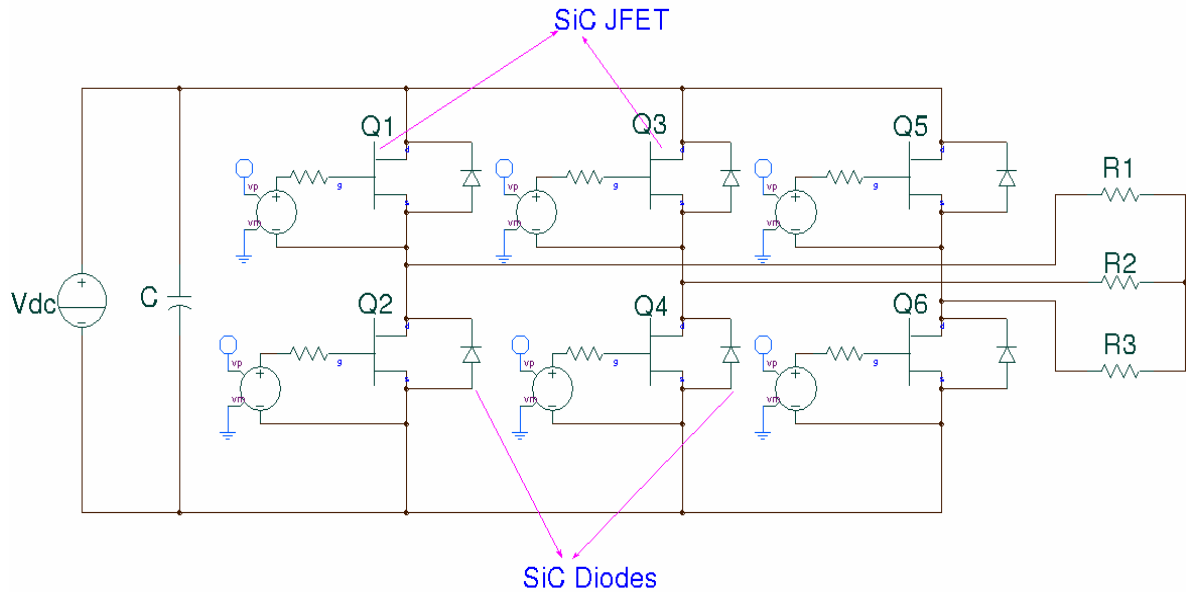 SiC JFET
Q1
Q3
Q5
d
d
d
R1
vp
g
vp
g
vp
g
s
s
s
vm
vm
vm
R2
+
+
+
−
−
−
Vdc
+
−
C
Q2
Q4
Q6
d
d
d
R3
vp
g
vp
g
vp
g
s
s
s
vm
vm
vm
+
+
+
−
−
−
SiC Diodes